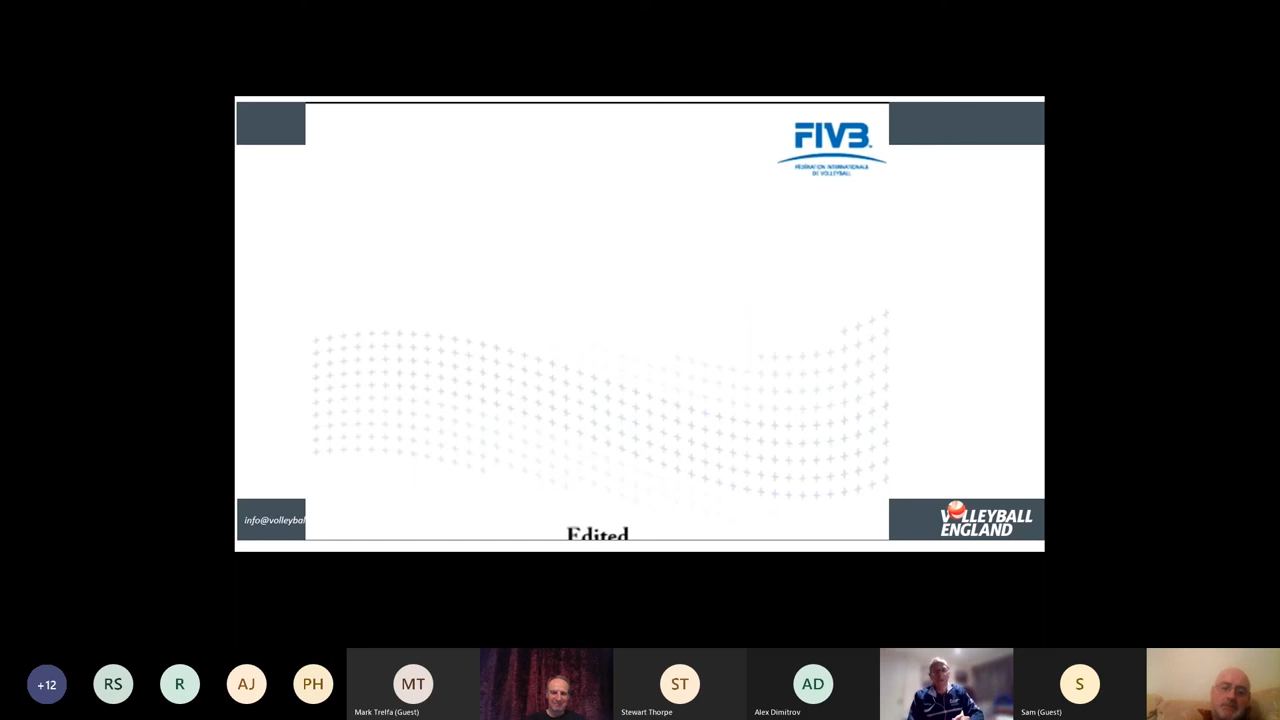 FIVB
FÉDÉRATION INTERNATIONALE
DE VOLLEYBALL
info@volleybal
VOLLEYBALL
ENGLAND
Edited
+12
RS
R
AJ
PH
MT
Mark Trelfa (Guest)
ST
Stewart Thorpe
AD
Alex Dimitrov
S
Sam (Guest)